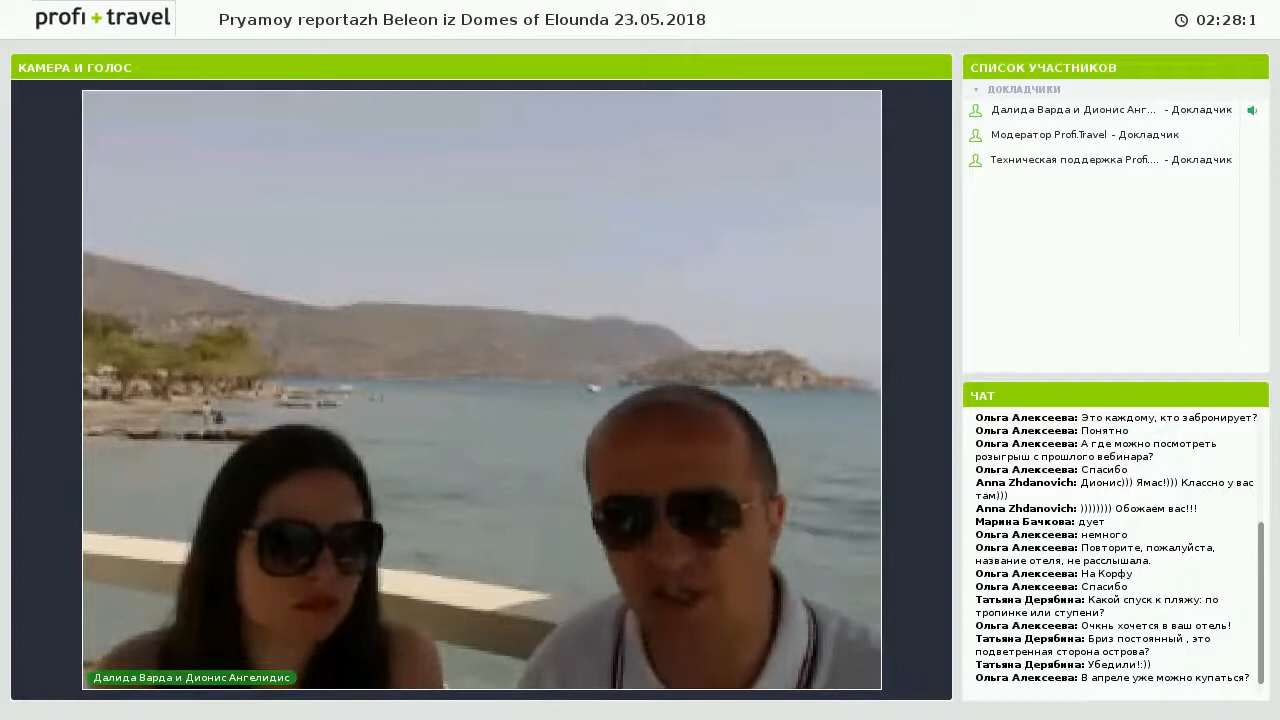 profi + travel
Pryamoy reportazh Beleon iz Domes of Elounda 23.05.2018
02:28:1
КАМЕРА И ГОЛОС
Далида Варда и Дионис Ангелидис
СПИСОК УЧАСТНИКОВ
ДОКЛАДЧИКИ
Далида Варда и Дионис Анг... - Докладчик
Модератор Profi.Travel - Докладчик
Техническая поддержка Profi.... - Докладчик
ЧАТ
Ольга Алексеева: Это каждому, кто забронирует?
Ольга Алексеева: Понятно
Ольга Алексеева: А где можно посмотреть
розыгрыш с прошлого вебинара?
Ольга Алексеева: Спасибо
Anna Zhdanovich: Дионис))) Ямас!))) Классно у вас
там)))
Anna Zhdanovich: )))))))) Обожаем вас!!!
Марина Бачкова: дует
Ольга Алексеева: немного
Ольга Алексеева: Повторите, пожалуйста,
название отеля, не расслышала.
Ольга Алексеева: На Корфу
Ольга Алексеева: Спасибо
Татьяна Дерябина: Какой спуск к пляжу: по
тропинке или ступени?
Ольга Алексеева: Очкнь хочется в ваш отель!
Татьяна Дерябина: Бриз постоянный , это
подветренная сторона острова?
Татьяна Дерябина: Убедили!:))
Ольга Алексеева: В апреле уже можно купаться?